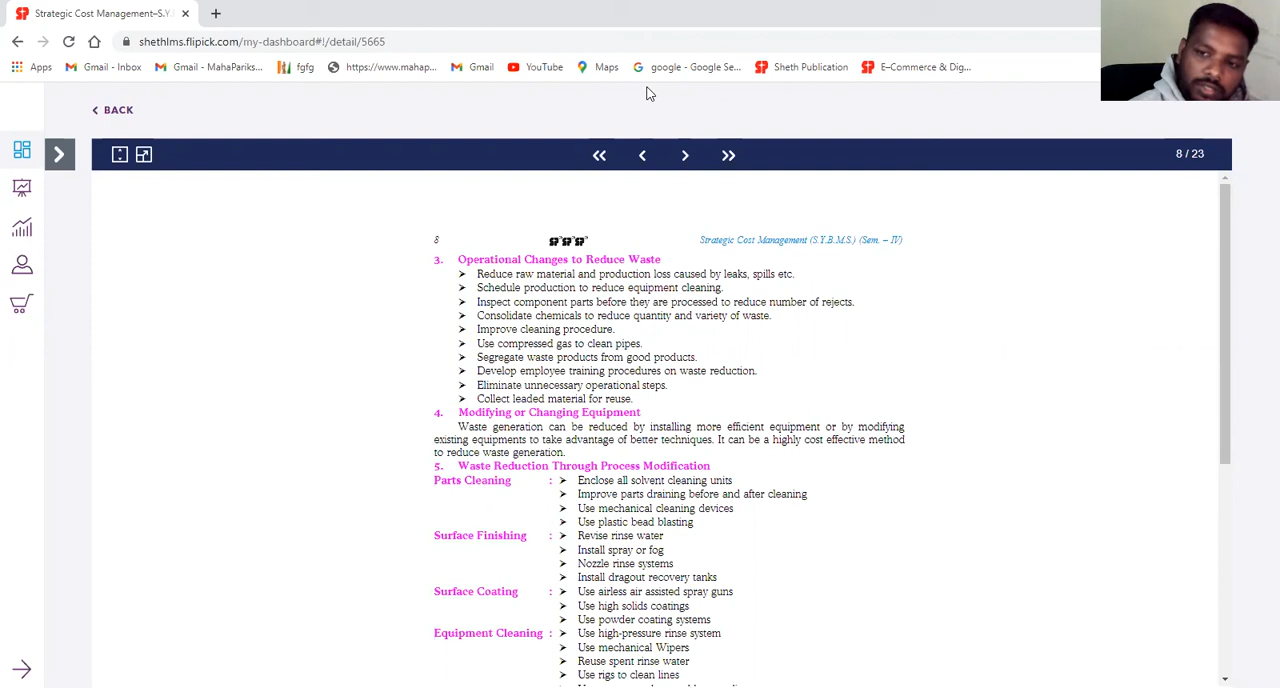 Strategic Cost Management–S.Y.
shethlms.flipick.com/my-dashboard#!/detail/5665
Apps Gmail - Inbox Gmail - MahaPariks... fgfg https://www.mahap... Gmail YouTube Maps google - Google Se... Sheth Publication E–Commerce & Dig...
BACK
8 / 23
8 Strategic Cost Management (S.Y.B.M.S.) (Sem. – IV)
3. Operational Changes to Reduce Waste
➢ Reduce raw material and production loss caused by leaks, spills etc.
➢ Schedule production to reduce equipment cleaning.
➢ Inspect component parts before they are processed to reduce number of rejects.
➢ Consolidate chemicals to reduce quantity and variety of waste.
➢ Improve cleaning procedure.
➢ Use compressed gas to clean pipes.
➢ Segregate waste products from good products.
➢ Develop employee training procedures on waste reduction.
➢ Eliminate unnecessary operational steps.
➢ Collect leaded material for reuse.
4. Modifying or Changing Equipment
Waste generation can be reduced by installing more efficient equipment or by modifying
existing equipments to take advantage of better techniques. It can be a highly cost effective method
to reduce waste generation.
5. Waste Reduction Through Process Modification
Parts Cleaning : ➢ Enclose all solvent cleaning units
➢ Improve parts draining before and after cleaning
➢ Use mechanical cleaning devices
➢ Use plastic bead blasting
Surface Finishing : ➢ Revise rinse water
➢ Install spray or fog
➢ Nozzle rinse systems
➢ Install dragout recovery tanks
Surface Coating : ➢ Use airless air assisted spray guns
➢ Use high solids coatings
➢ Use powder coating systems
Equipment Cleaning : ➢ Use high-pressure rinse system
➢ Use mechanical Wipers
➢ Reuse spent rinse water
➢ Use rigs to clean lines